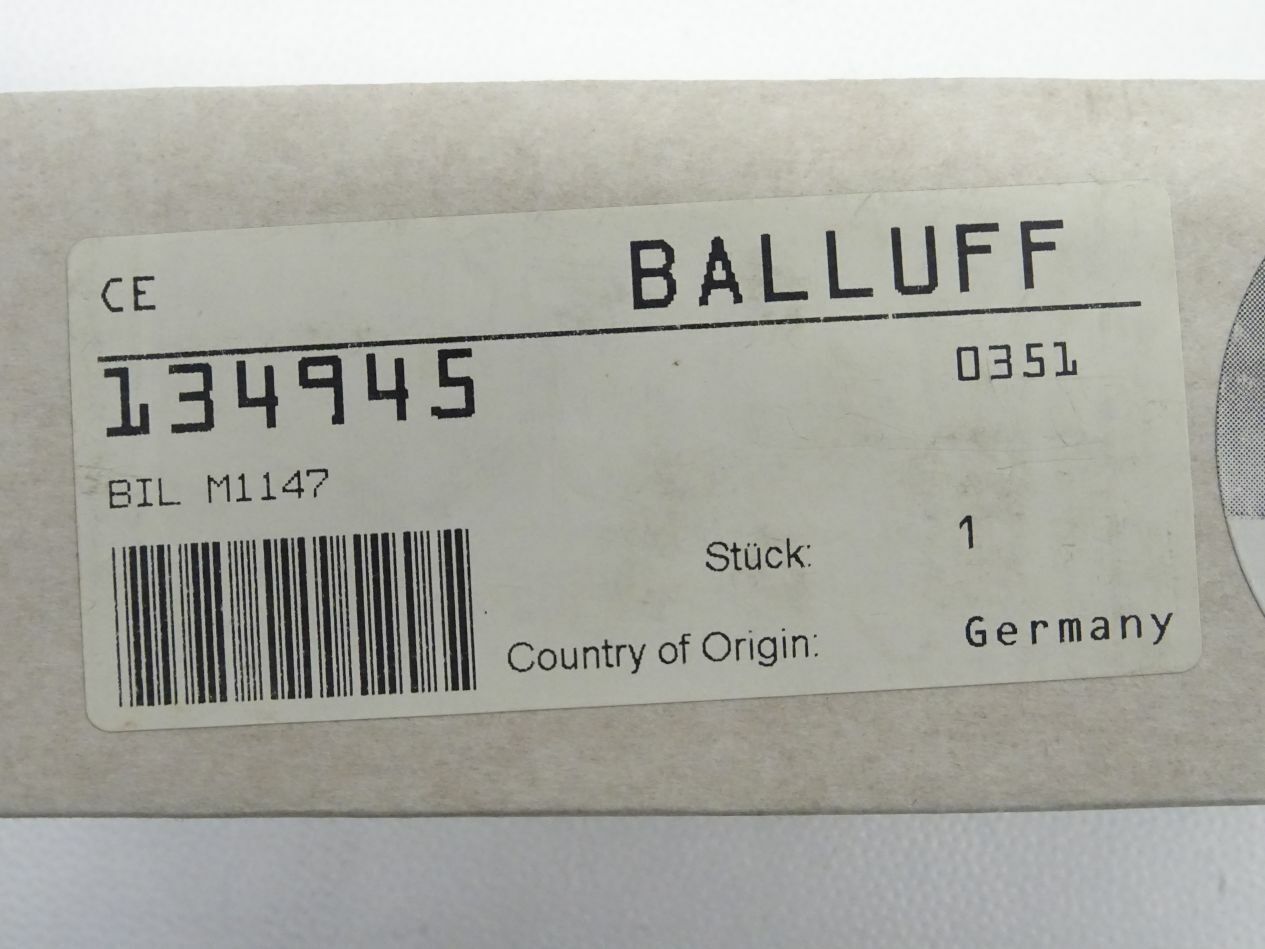 CE BALLUFF
134945 0351
BIL M1147
Stück: 1
Country of Origin: Germany